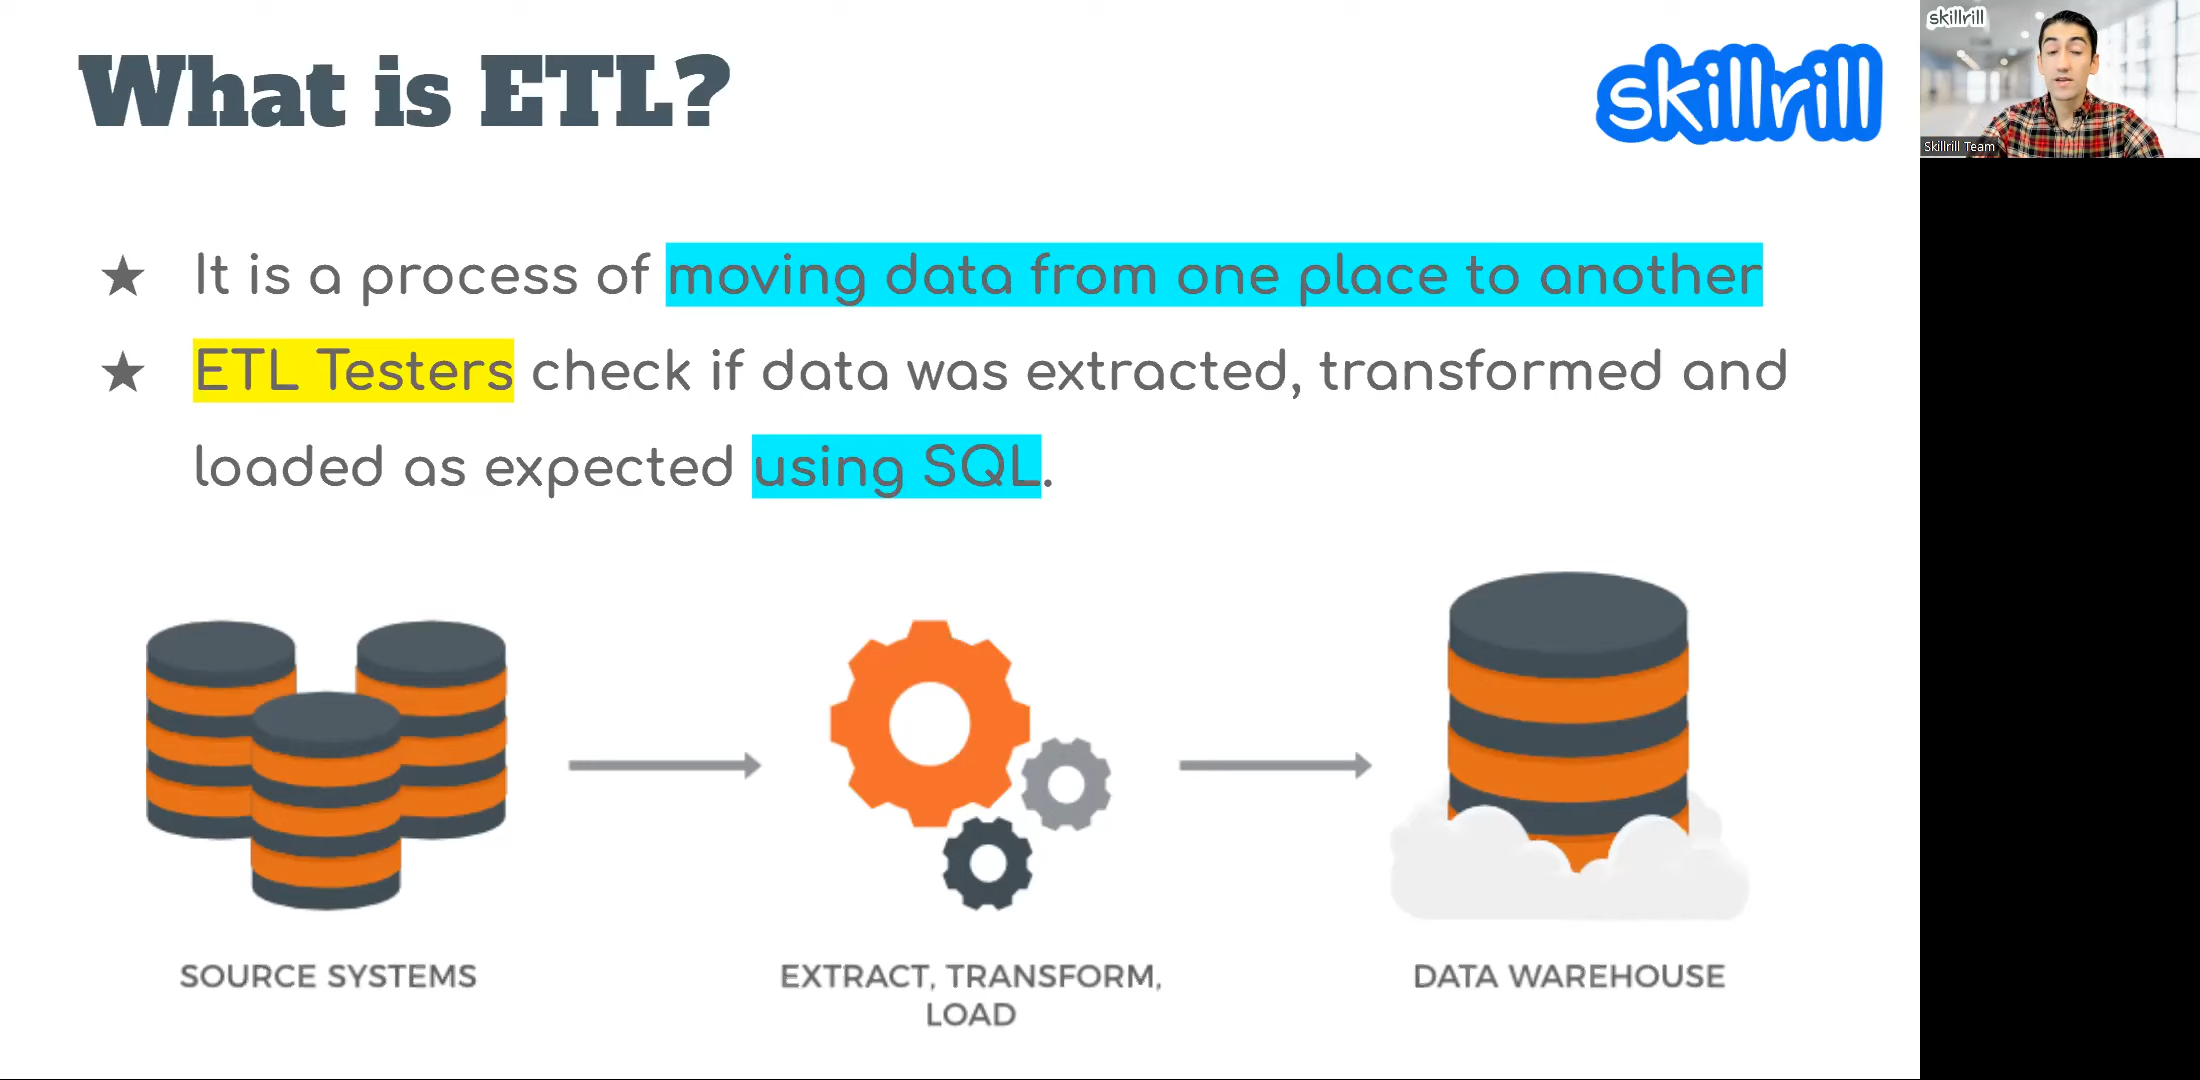 What is ETL?
skillrill
skillrill
Skillrill Team
★ It is a process of moving data from one place to another
★ ETL Testers check if data was extracted, transformed and
loaded as expected using SQL.
SOURCE SYSTEMS
EXTRACT, TRANSFORM,
LOAD
DATA WAREHOUSE